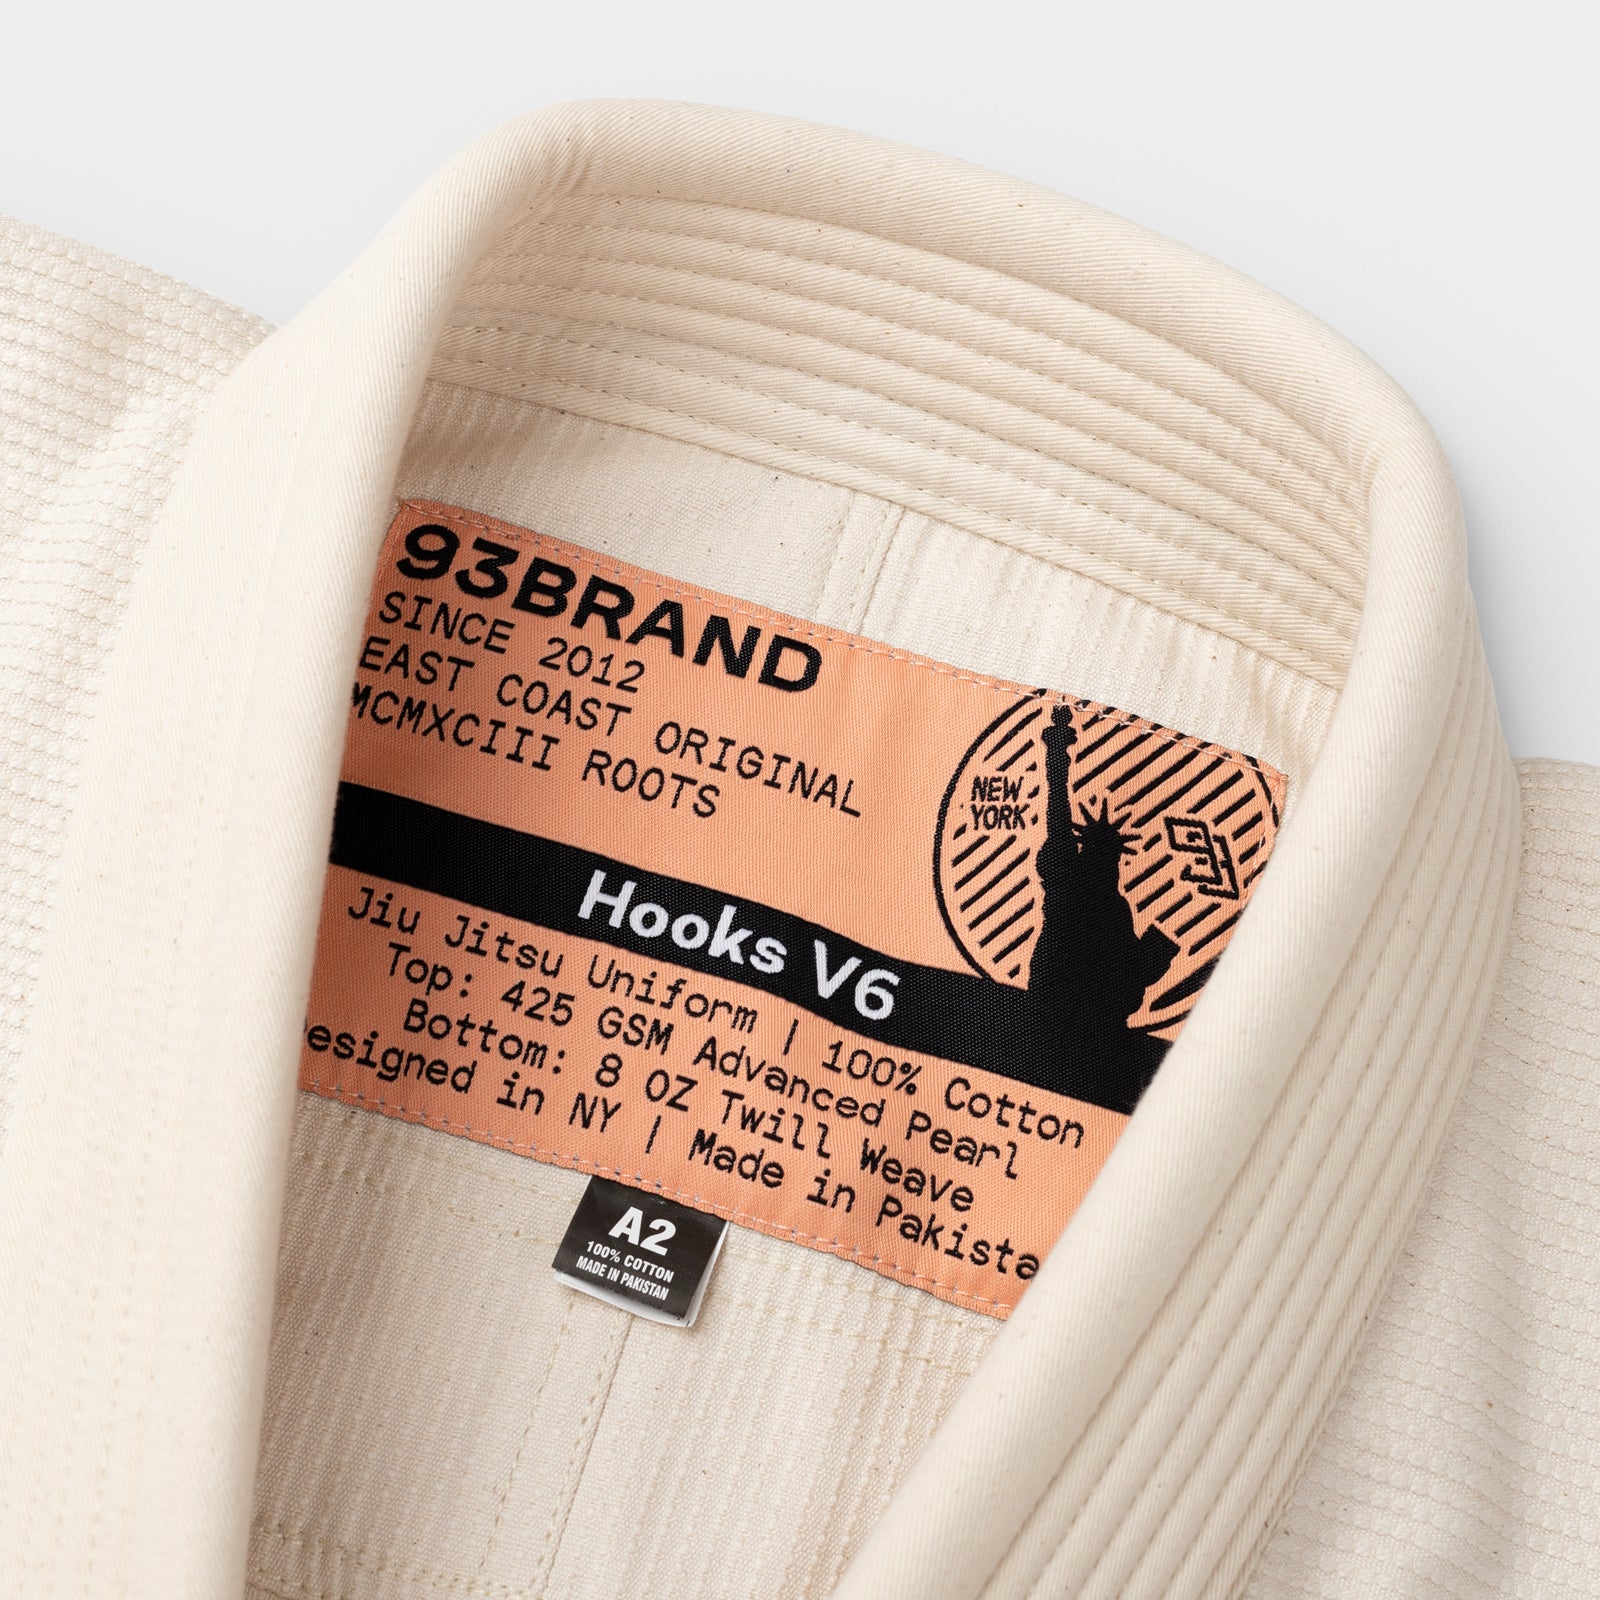 93BRAND
SINCE 2012
EAST COAST ORIGINAL
MCMXCIII ROOTS
NEW
YORK
93
Hooks V6
Jiu Jitsu Uniform | 100% Cotton
Top: 425 GSM Advanced Pearl
Bottom: 8 OZ Twill Weave
esigned in NY | Made in Pakista
A2
100% COTTON
MADE IN PAKISTAN